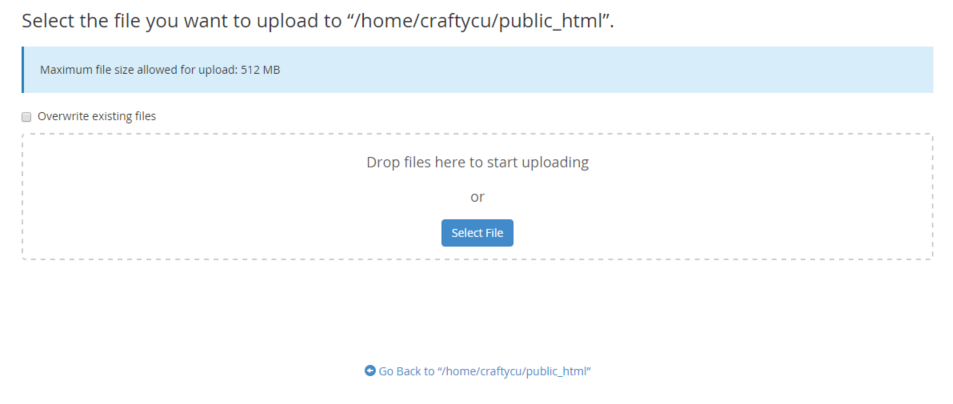 Select the file you want to upload to “/home/craftycu/public_html”.
Maximum file size allowed for upload: 512 MB
Overwrite existing files
Drop files here to start uploading
or
Select File
Go Back to “/home/craftycu/public_html”